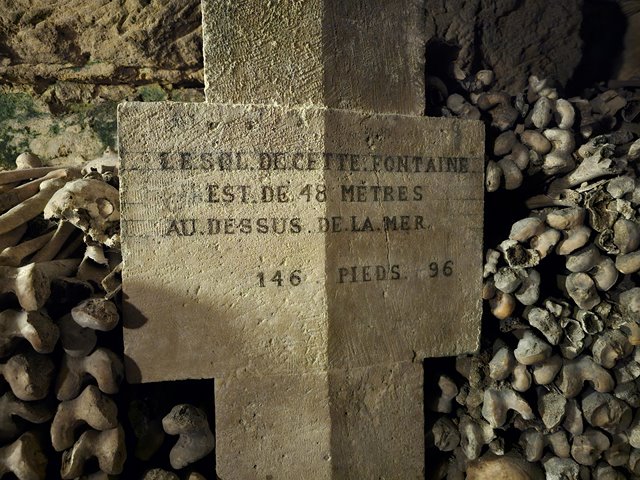 LE.SOL.DE.CETTE.FONTAINE
EST.DE.48 MÈTRES
AU.DESSUS.DE.LA.MER.
146 PIEDS. 96